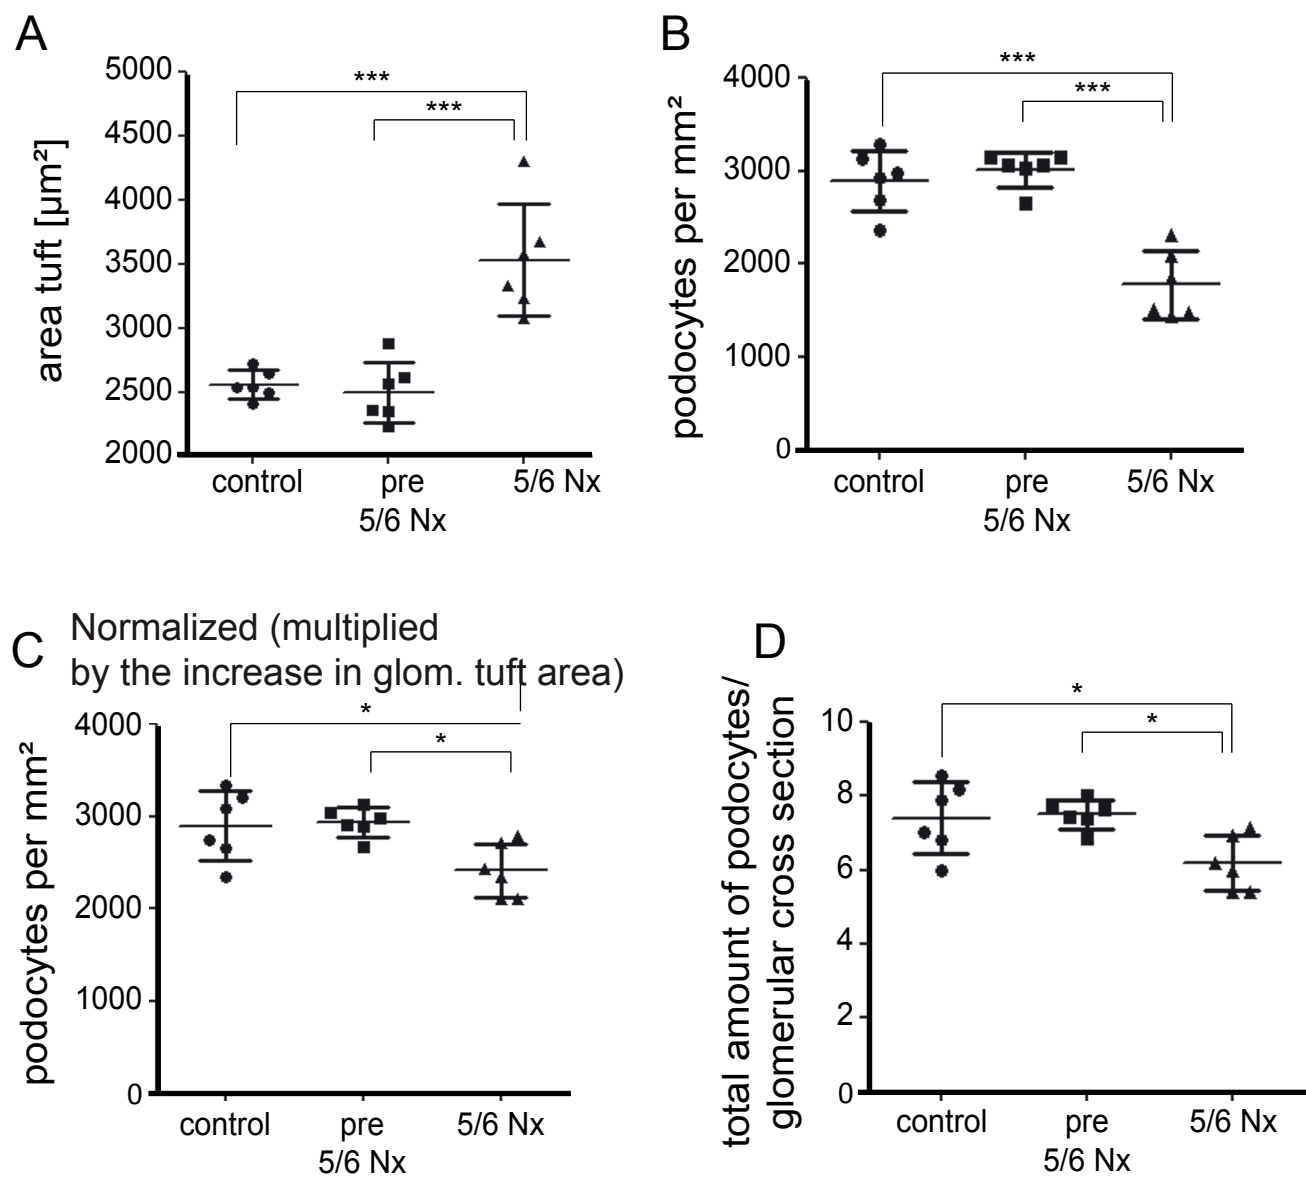 A
area tuft [µm²]
5000
4500
4000
3500
3000
2500
2000
***
***
control
pre
5/6 Nx
5/6 Nx
B
podocytes per mm²
4000
3000
2000
1000
0
***
***
control
pre
5/6 Nx
5/6 Nx
C
Normalized (multiplied
by the increase in glom. tuft area)
podocytes per mm²
4000
3000
2000
1000
0
*
*
control
pre
5/6 Nx
5/6 Nx
D
total amount of podocytes/
glomerular cross section
10
8
6
4
2
0
*
*
control
pre
5/6 Nx
5/6 Nx